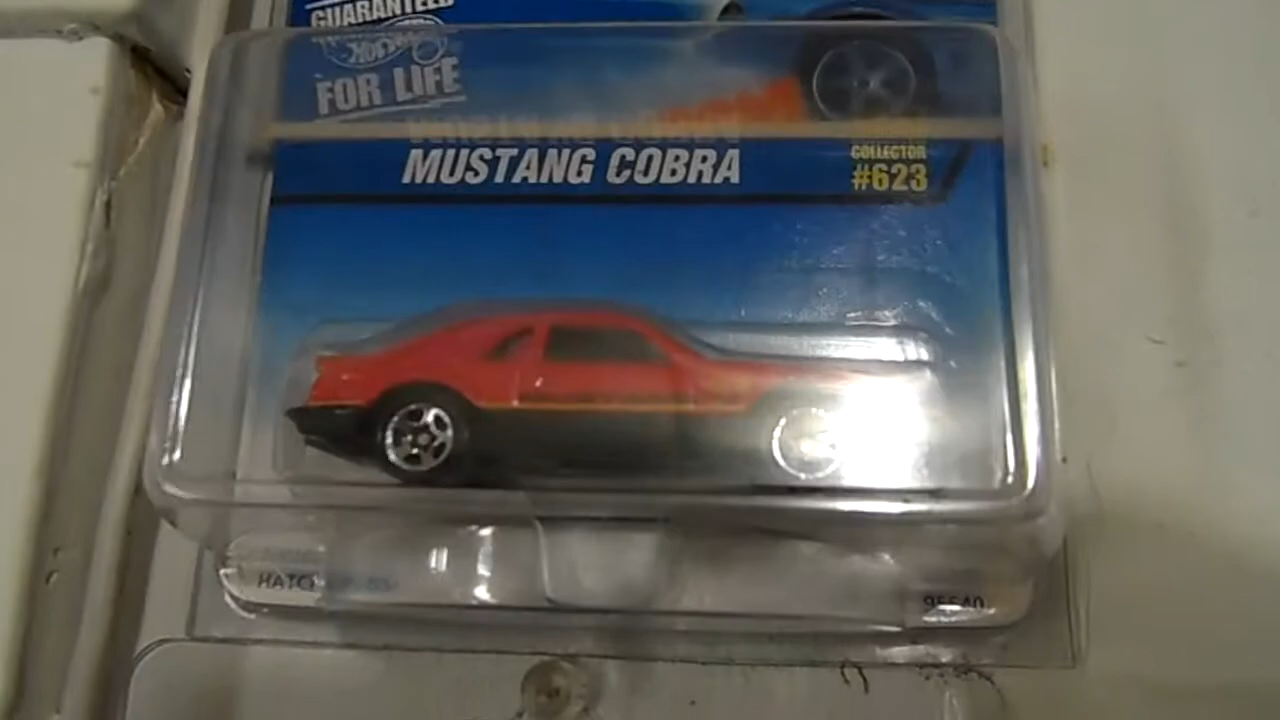 GUARANTEED
FOR LIFE
MUSTANG COBRA
COLLECTOR
#623
95540